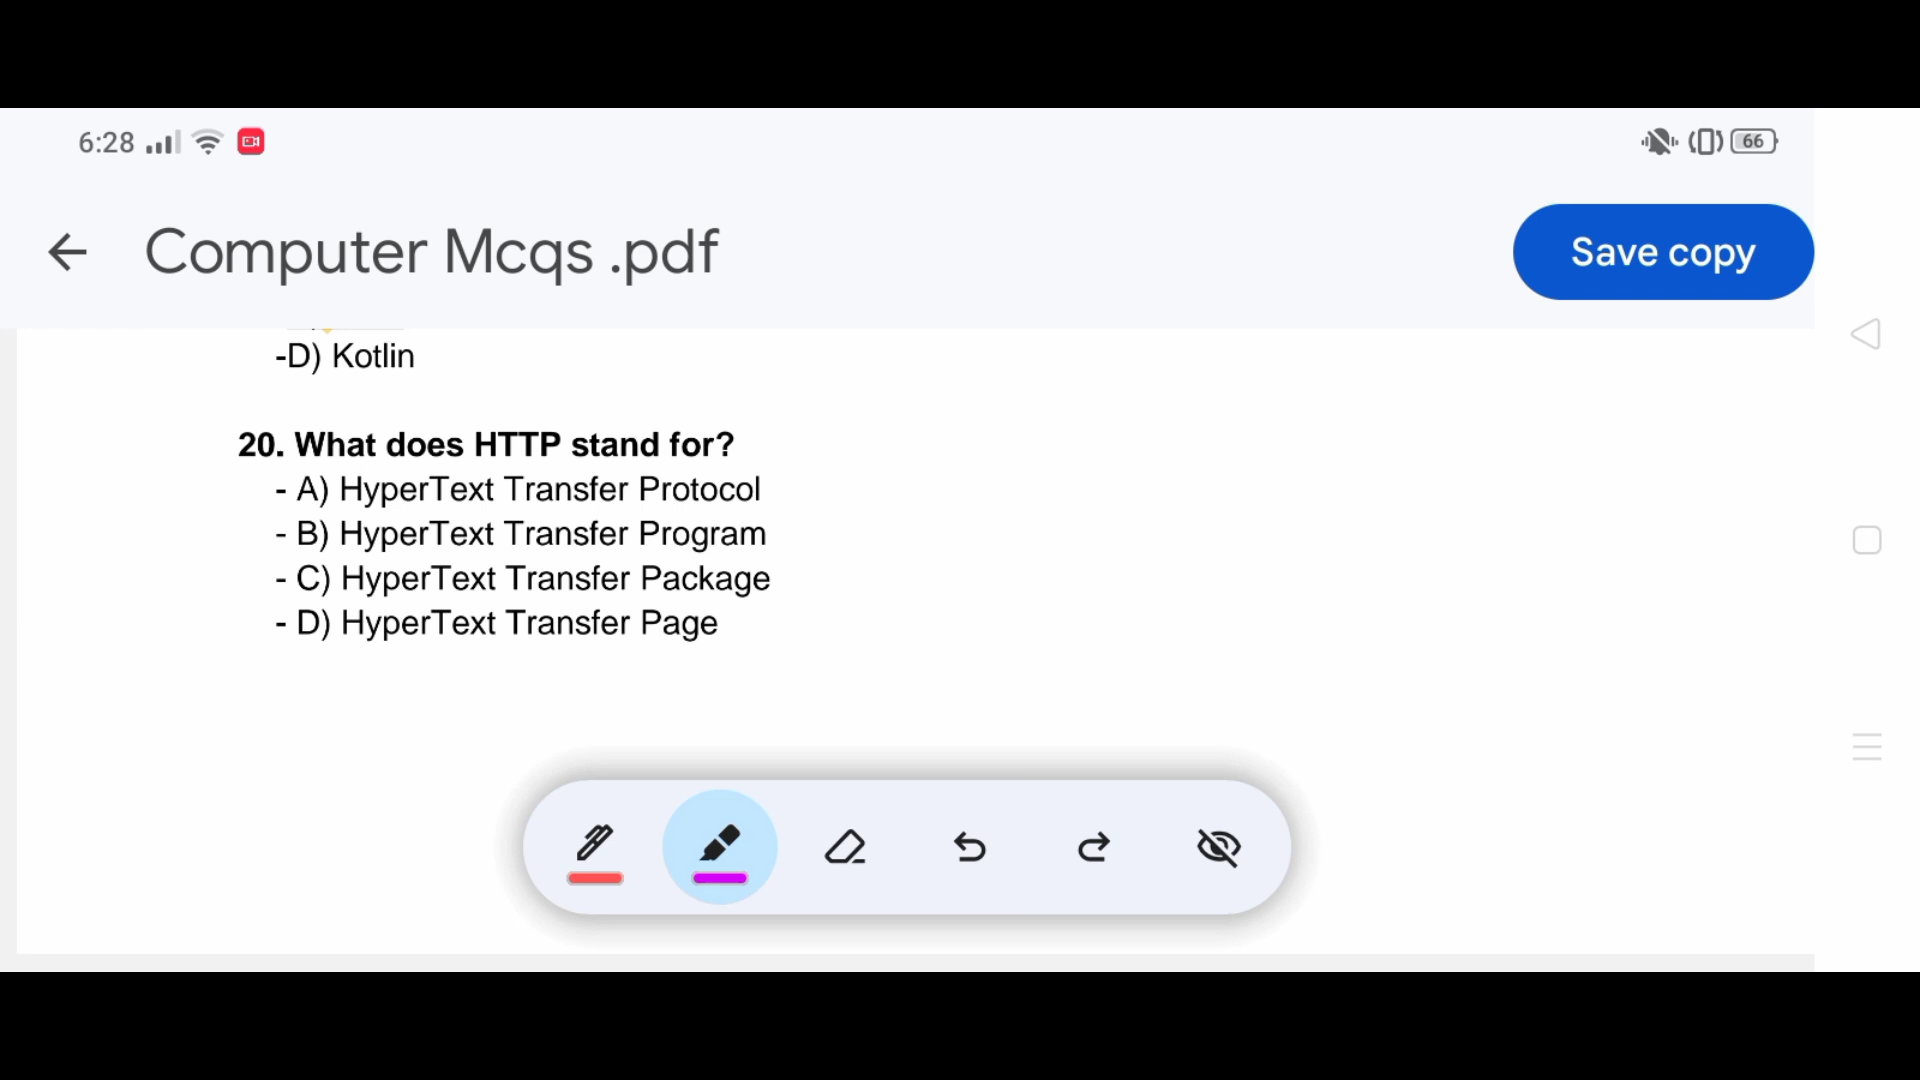 6:28
66
Computer Mcqs .pdf
Save copy
-D) Kotlin
20. What does HTTP stand for?
- A) HyperText Transfer Protocol
- B) HyperText Transfer Program
- C) HyperText Transfer Package
- D) HyperText Transfer Page